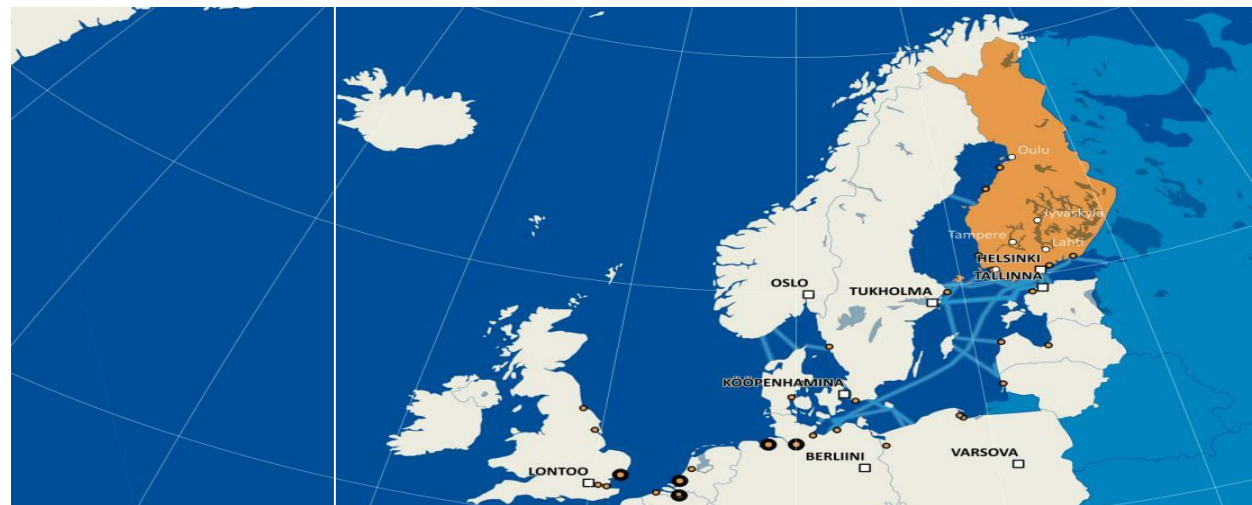 Oulu
Jyväskylä
Tampere
Lahti
HELSINKI
TALLINNA
OSLO
TUKHOLMA
KÖÖPENHAMINA
BERLIINI
VARSOVA
LONTOO